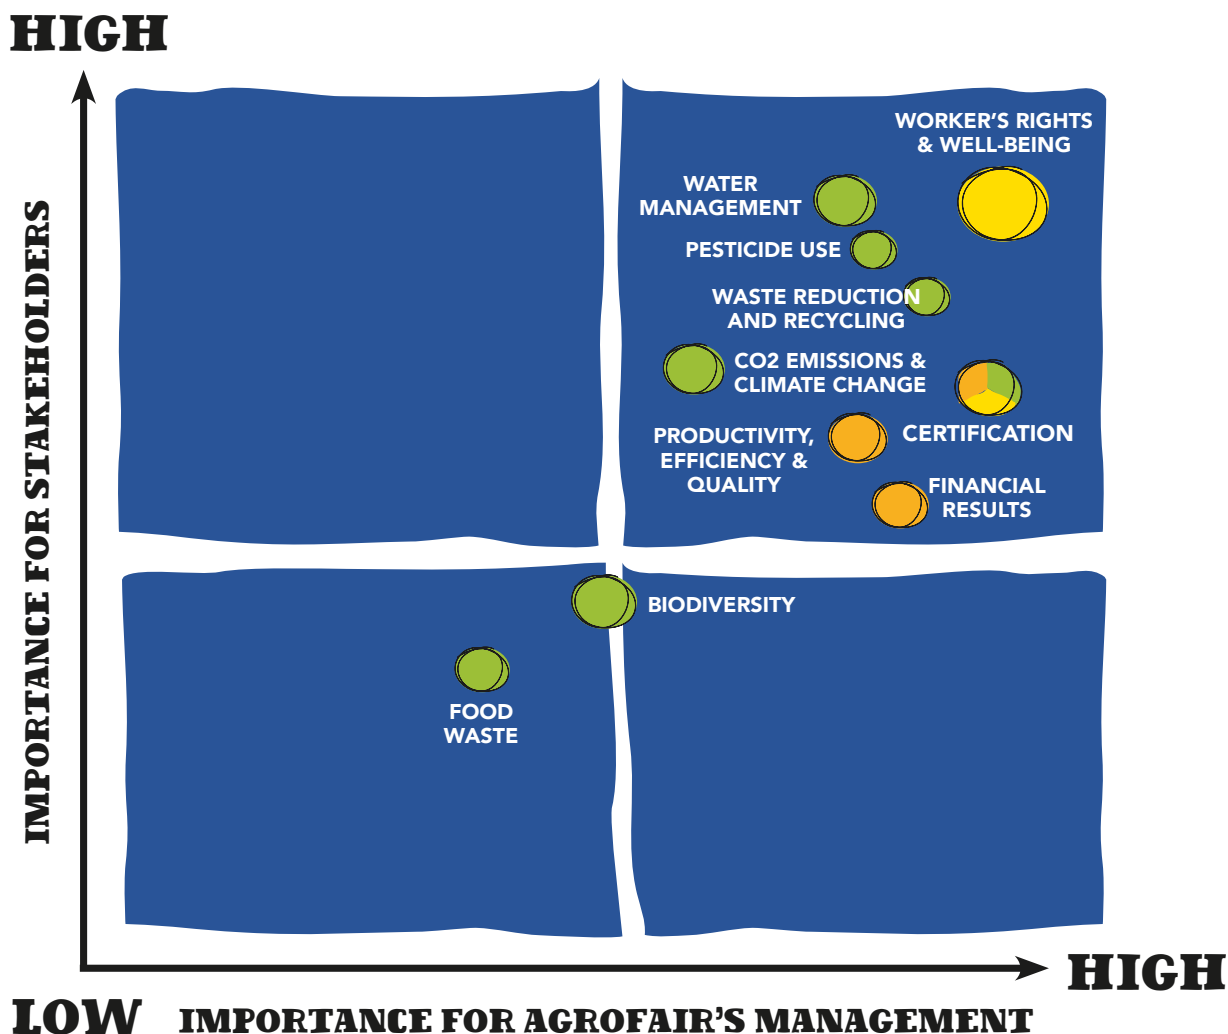 HIGH
WORKER'S RIGHTS
& WELL-BEING
WATER
MANAGEMENT
PESTICIDE USE
WASTE REDUCTION
AND RECYCLING
CO2 EMISSIONS &
CLIMATE CHANGE
PRODUCTIVITY,
EFFICIENCY &
QUALITY
CERTIFICATION
FINANCIAL
RESULTS
BIODIVERSITY
FOOD
WASTE
IMPORTANCE FOR STAKEHOLDERS
HIGH
LOW
IMPORTANCE FOR AGROFAIR'S MANAGEMENT